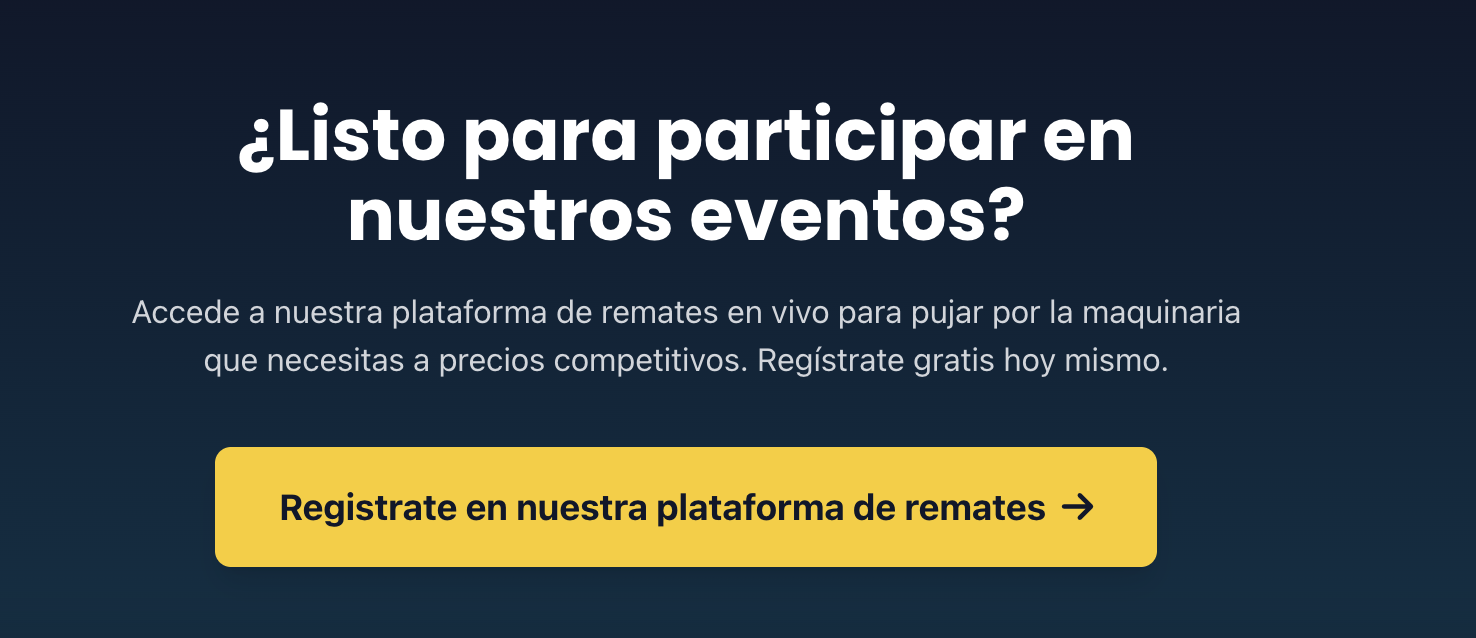 ¿Listo para participar en
nuestros eventos?
Accede a nuestra plataforma de remates en vivo para pujar por la maquinaria
que necesitas a precios competitivos. Regístrate gratis hoy mismo.
Registrate en nuestra plataforma de remates →